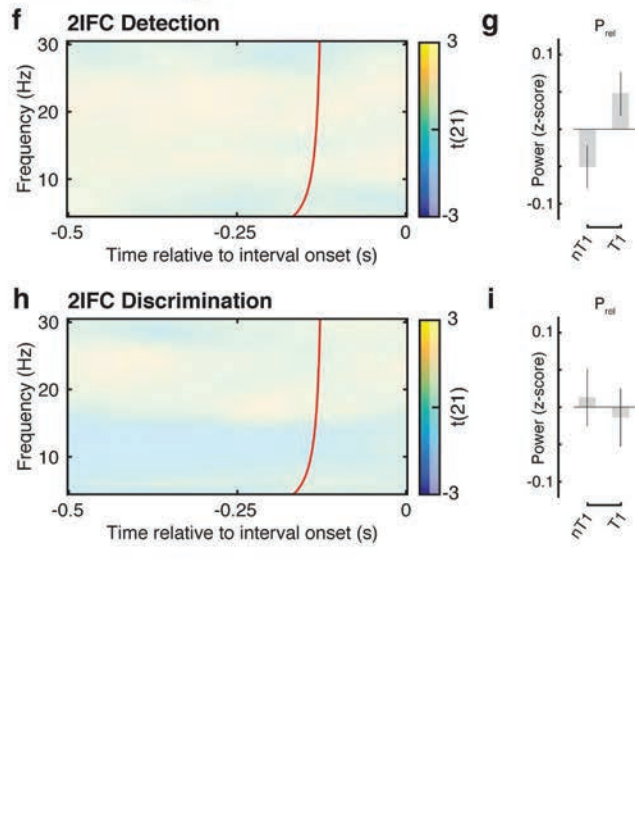 f 2IFC Detection
30
20
10
Frequency (Hz)
-0.5 -0.25 0
Time relative to interval onset (s)
3
-3
t(21)
g
Prel
0.1
-0.1
Power (z-score)
nT1 T1
h 2IFC Discrimination
30
20
10
Frequency (Hz)
-0.5 -0.25 0
Time relative to interval onset (s)
3
-3
t(21)
i
Prel
0.1
-0.1
Power (z-score)
nT1 T1